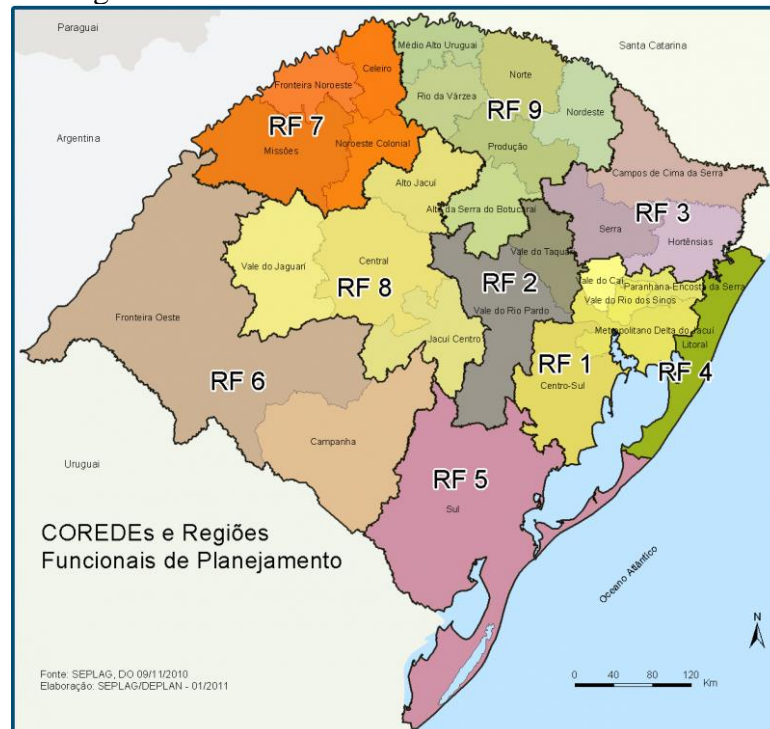 Paraguai
Santa Catarina
Médio Alto Uruguai
Celeiro
Norte
Fronteira Noroeste
Rio da Várzea
RF 9
Nordeste
Argentina
RF 7
Missões
Noroeste Colonial
Produção
Alto Jacuí
Campos de Cima da Serra
Alto da Serra do Botucaraí
RF 3
Serra
Hortênsias
Vale do Taquari
Vale do Jaguari
Central
RF 2
RF 8
Vale do Caí
Paranhana-Encosta da Serra
Vale do Rio dos Sinos
Vale do Rio Pardo
Fronteira Oeste
Metropolitano Delta do Jacuí
Jacuí Centro
Litoral
RF 1
RF 4
Centro-Sul
RF 6
Campanha
Uruguai
RF 5
Sul
COREDEs e Regiões
Funcionais de Planejamento
Oceano Atlântico
N
Fonte: SEPLAG, DO 09/11/2010
Elaboração: SEPLAG/DEPLAN - 01/2011
0 20 40 80 120
Km